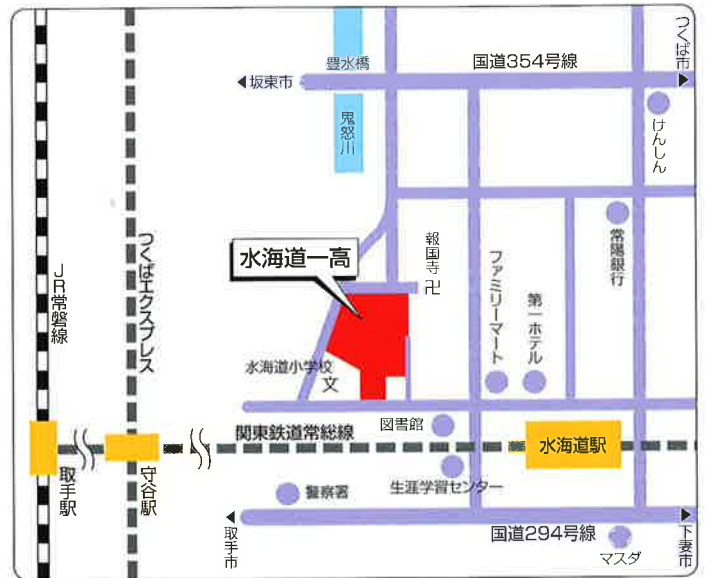 つくば市
国道354号線
豊水橋
坂東市
鬼怒川
けんしん
常陽銀行
報国寺
卍
水海道一高
ファミリーマート
第一ホテル
つくばエクスプレス
JR常磐線
水海道小学校
文
関東鉄道常総線
図書館
水海道駅
取手駅
守谷駅
警察署
生涯学習センター
取手市
国道294号線
マスダ
下妻市